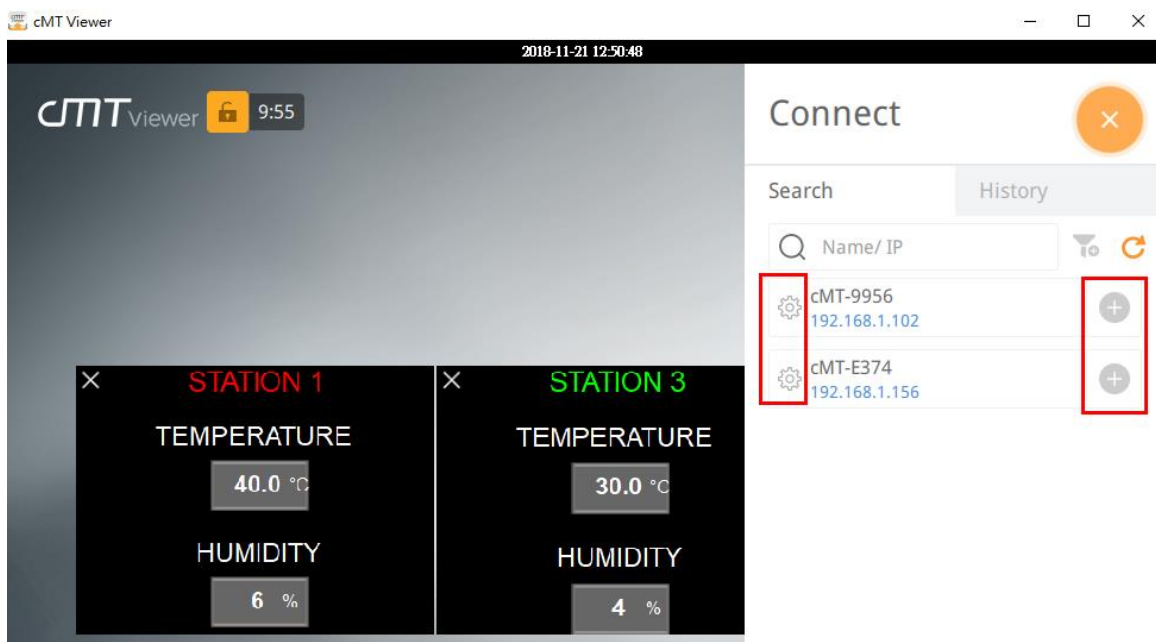 cMT Viewer
2018-11-21 12:50:48
cMT Viewer 9:55
Connect
Search History
Name/ IP
cMT-9956
192.168.1.102
cMT-E374
192.168.1.156
STATION 1
TEMPERATURE
40.0 °C
HUMIDITY
6 %
STATION 3
TEMPERATURE
30.0 °C
HUMIDITY
4 %